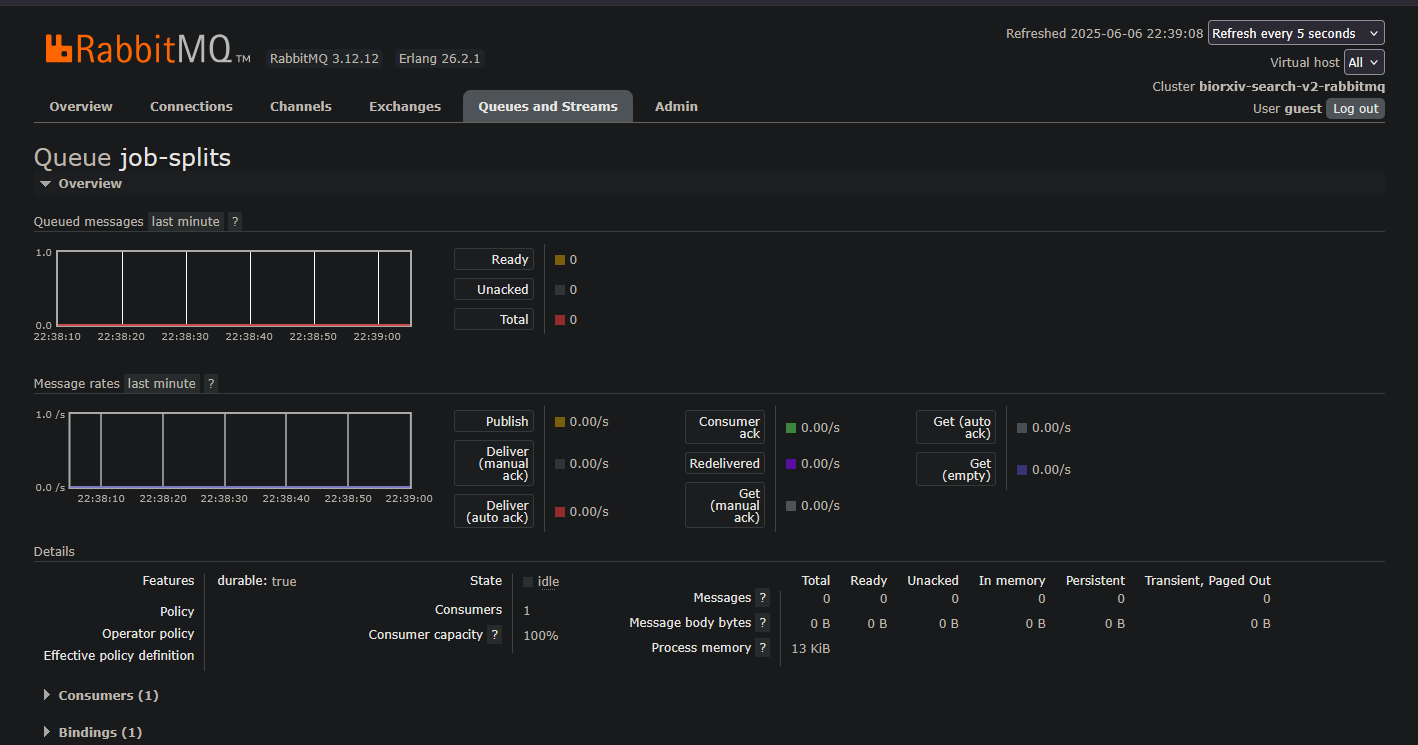 RabbitMQ TM RabbitMQ 3.12.12 Erlang 26.2.1
Refreshed 2025-06-06 22:39:08 Refresh every 5 seconds
Virtual host All
Cluster biorxiv-search-v2-rabbitmq
User guest Log out
Overview Connections Channels Exchanges Queues and Streams Admin
Queue job-splits
Overview
Queued messages last minute ?
1.0
0.0
22:38:10 22:38:20 22:38:30 22:38:40 22:38:50 22:39:00
Ready 0
Unacked 0
Total 0
Message rates last minute ?
1.0 /s
0.0 /s
22:38:10 22:38:20 22:38:30 22:38:40 22:38:50 22:39:00
Publish 0.00/s
Deliver
(manual
ack)
0.00/s
Deliver
(auto ack)
0.00/s
Consumer
ack
0.00/s
Redelivered 0.00/s
Get
(manual
ack)
0.00/s
Get (auto
ack)
0.00/s
Get
(empty)
0.00/s
Details
Features durable: true
Policy
Operator policy
Effective policy definition
State idle
Consumers 1
Consumer capacity ? 100%
Total Ready Unacked In memory Persistent Transient, Paged Out
Messages ? 0 0 0 0 0 0
Message body bytes ? 0 B 0 B 0 B 0 B 0 B 0 B
Process memory ? 13 KiB
Consumers (1)
Bindings (1)